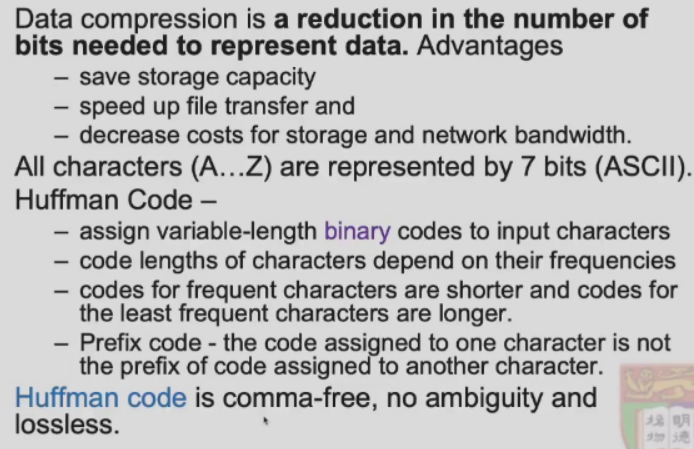 Data compression is a reduction in the number of
bits needed to represent data. Advantages
– save storage capacity
– speed up file transfer and
– decrease costs for storage and network bandwidth.
All characters (A…Z) are represented by 7 bits (ASCII).
Huffman Code –
– assign variable-length binary codes to input characters
– code lengths of characters depend on their frequencies
– codes for frequent characters are shorter and codes for
the least frequent characters are longer.
– Prefix code - the code assigned to one character is not
the prefix of code assigned to another character.
Huffman code is comma-free, no ambiguity and
lossless.
明
物